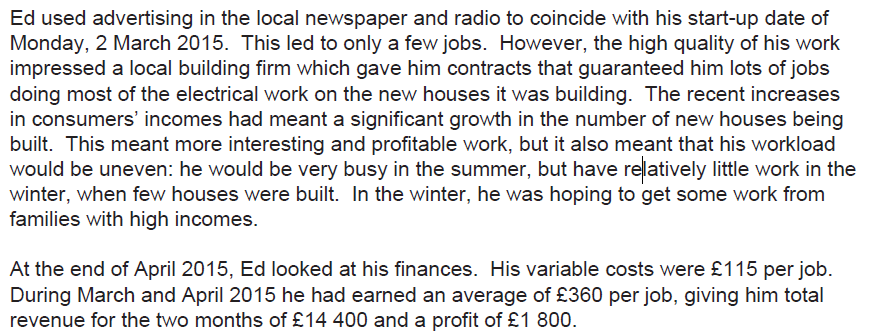 Ed used advertising in the local newspaper and radio to coincide with his start-up date of
Monday, 2 March 2015.  This led to only a few jobs.  However, the high quality of his work
impressed a local building firm which gave him contracts that guaranteed him lots of jobs
doing most of the electrical work on the new houses it was building.  The recent increases
in consumers' incomes had meant a significant growth in the number of new houses being
built.  This meant more interesting and profitable work, but it also meant that his workload
would be uneven: he would be very busy in the summer, but have relatively little work in the
winter, when few houses were built.  In the winter, he was hoping to get some work from
families with high incomes.
At the end of April 2015, Ed looked at his finances.  His variable costs were £115 per job.
During March and April 2015 he had earned an average of £360 per job, giving him total
revenue for the two months of £14 400 and a profit of £1 800.